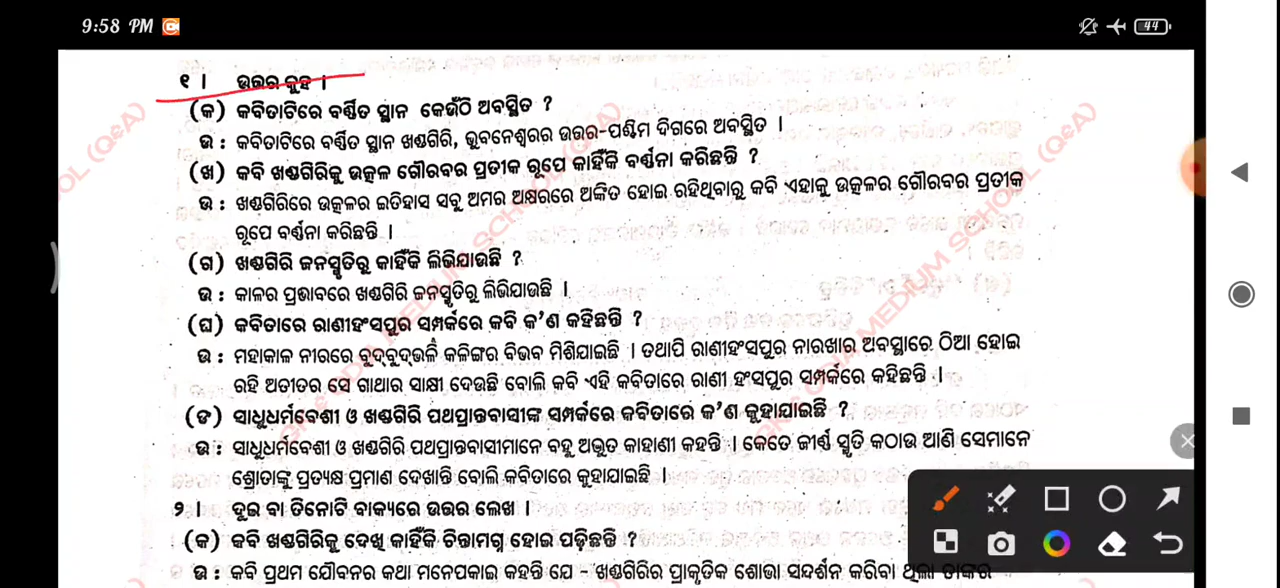 9:58 PM
44
୧ । ଉତ୍ତର କୁହ ।
(କ) କବିତାଟିରେ ବର୍ଣ୍ଣିତ ସ୍ଥାନ କେଉଁଠି ଅବସ୍ଥିତ ?
ଉ : କବିତାଟିରେ ବର୍ଣ୍ଣିତ ସ୍ଥାନ ଖଣ୍ଡଗିରି, ଭୁବନେଶ୍ୱରର ଉତ୍ତର-ପଶ୍ଚିମ ଦିଗରେ ଅବସ୍ଥିତ ।
(ଖ) କବି ଖଣ୍ଡଗିରିକୁ ଉତ୍କଳ ଗୌରବର ପ୍ରତୀକ ରୂପେ କାହିଁକି ବର୍ଣ୍ଣନା କରିଛନ୍ତି ?
ଉ : ଖଣ୍ଡଗିରିରେ ଉତ୍କଳର ଇତିହାସ ସବୁ ଅମର ଅକ୍ଷରରେ ଅଙ୍କିତ ହୋଇ ରହିଥିବାରୁ କବି ଏହାକୁ ଉତ୍କଳର ଗୌରବର ପ୍ରତୀକ
ରୂପେ ବର୍ଣ୍ଣନା କରିଛନ୍ତି ।
(ଗ) ଖଣ୍ଡଗିରି ଜନସ୍ମୃତିରୁ କାହିଁକି ଲିଭିଯାଉଛି ?
ଉ : କାଳର ପ୍ରଭାବରେ ଖଣ୍ଡଗିରି ଜନସ୍ମୃତିରୁ ଲିଭିଯାଉଛି ।
(ଘ) କବିତାରେ ରାଣୀହଂସପୁର ସମ୍ପର୍କରେ କବି କ'ଣ କହିଛନ୍ତି ?
ଉ : ମହାକାଳ ନୀରରେ ବୁଦ୍‌ବୁଦ୍‌ଭଳି କଳିଙ୍ଗର ବିଭବ ମିଶିଯାଇଛି । ତଥାପି ରାଣୀହଂସପୁର ନାରଖାର ଅବସ୍ଥାରେ ଠିଆ ହୋଇ
ରହି ଅତୀତର ସେ ଗାଥାର ସାକ୍ଷୀ ଦେଉଛି ବୋଲି କବି ଏହି କବିତାରେ ରାଣୀ ହଂସପୁର ସମ୍ପର୍କରେ କହିଛନ୍ତି ।
(ଙ) ସାଧୁଧର୍ମବେଶୀ ଓ ଖଣ୍ଡଗିରି ପଥପ୍ରାନ୍ତବାସୀଙ୍କ ସମ୍ପର୍କରେ କବିତାରେ କ'ଣ କୁହାଯାଇଛି ?
ଉ : ସାଧୁଧର୍ମବେଶୀ ଓ ଖଣ୍ଡଗିରି ପଥପ୍ରାନ୍ତବାସୀମାନେ ବହୁ ଅଦ୍ଭୁତ କାହାଣୀ କହନ୍ତି । କେତେ ଜୀର୍ଣ୍ଣ ସ୍ମୃତି କଠାଉ ଆଣି ସେମାନେ
ଶ୍ରୋତାଙ୍କୁ ପ୍ରତ୍ୟକ୍ଷ ପ୍ରମାଣ ଦେଖାନ୍ତି ବୋଲି କବିତାରେ କୁହାଯାଇଛି ।
୨ । ଦୁଇ ବା ତିନୋଟି ବାକ୍ୟରେ ଉତ୍ତର ଲେଖ ।
(କ) କବି ଖଣ୍ଡଗିରିକୁ ଦେଖି କାହିଁକି ଚିନ୍ତାମଗ୍ନ ହୋଇ ପଡ଼ିଛନ୍ତି ?
ଉ : କବି ପ୍ରଥମ ଯୌବନର କଥା ମନେପକାଇ କହନ୍ତି ଯେ - ଖଣ୍ଡଗିରିର ପ୍ରାକୃତିକ ଶୋଭା ସନ୍ଦର୍ଶନ କରିବା ଥିଲା ତାଙ୍କର